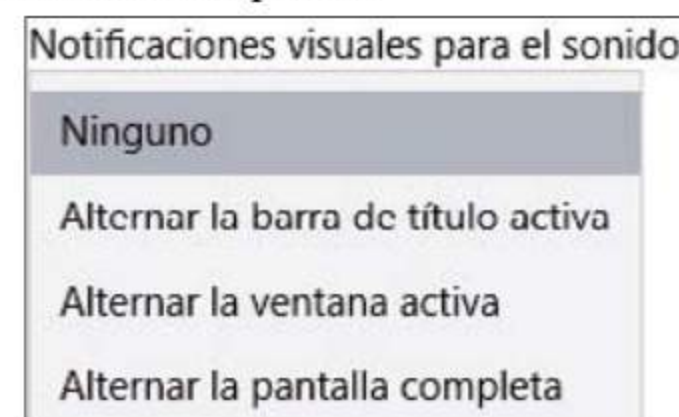 Notificaciones visuales para el sonido
Ninguno
Alternar la barra de título activa
Alternar la ventana activa
Alternar la pantalla completa